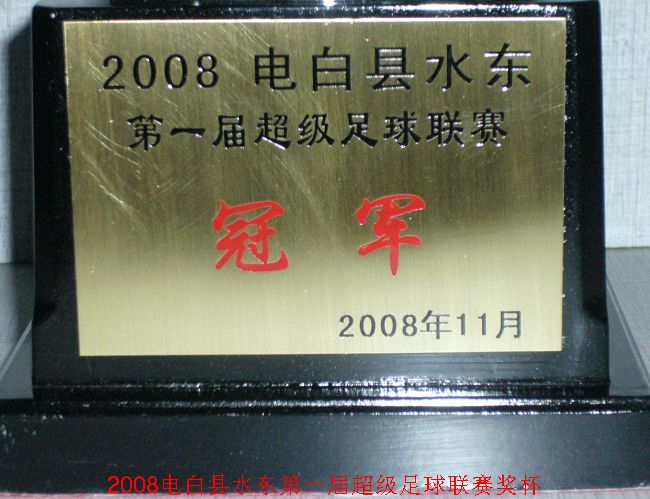 2008 电白县水东
第一届超级足球联赛
冠军
2008年11月
2008电白县水东第一届超级足球联赛奖杯